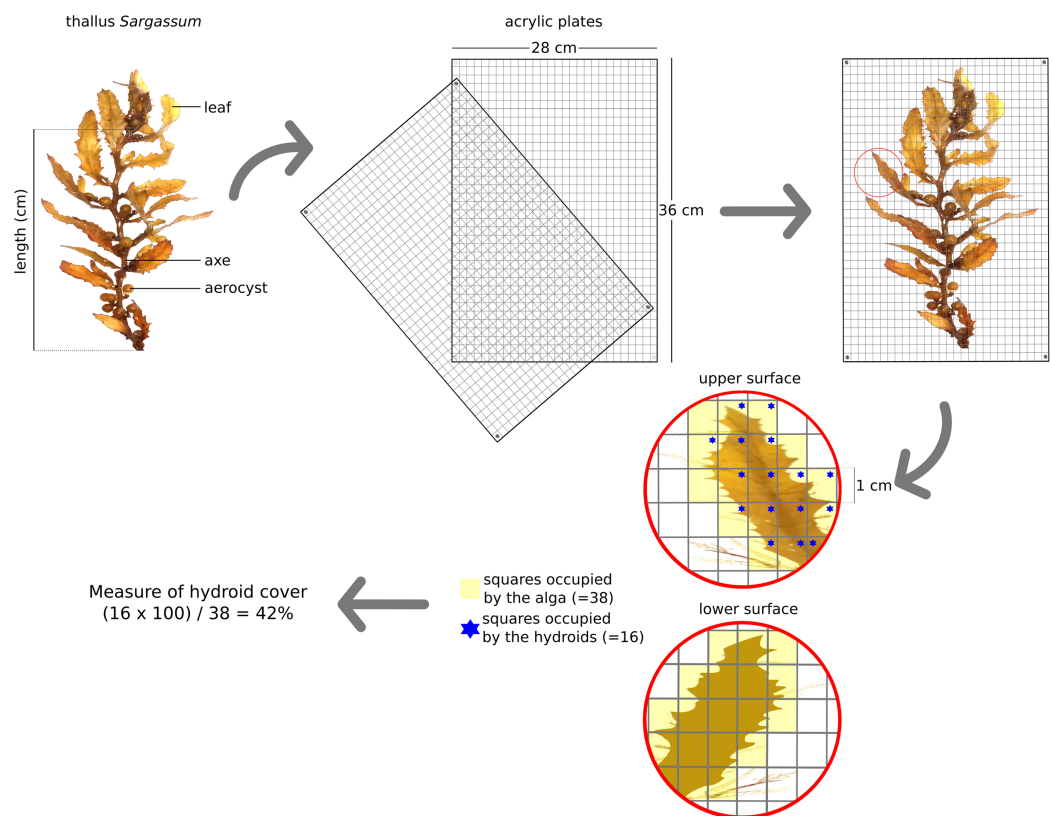 thallus Sargassum
acrylic plates
28 cm
leaf
length (cm)
36 cm
axe
aerocyst
upper surface
1 cm
squares occupied
by the alga (=38)
squares occupied
by the hydroids (=16)
Measure of hydroid cover
(16 x 100) / 38 = 42%
lower surface